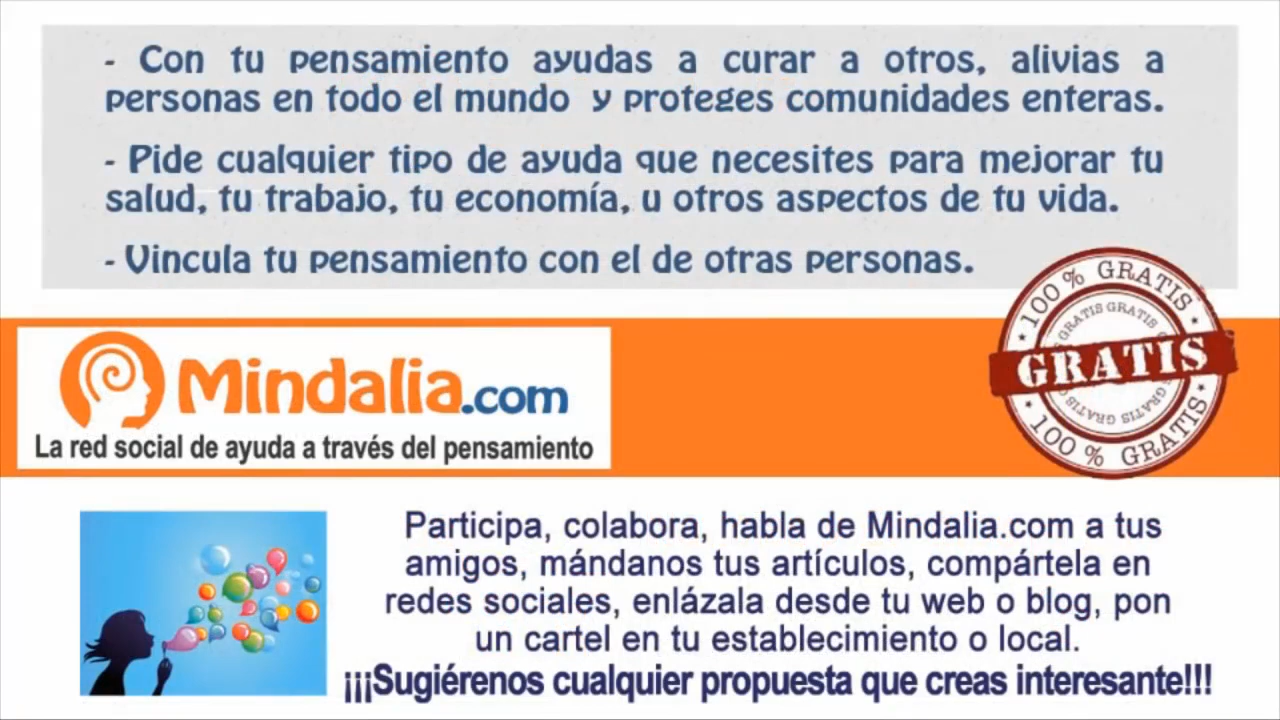 - Con tu pensamiento ayudas a curar a otros, alivias a
personas en todo el mundo y proteges comunidades enteras.
- Pide cualquier tipo de ayuda que necesites para mejorar tu
salud, tu trabajo, tu economía, u otros aspectos de tu vida.
- Vincula tu pensamiento con el de otras personas.
100 % GRATIS
GRATIS GRATIS
GRATIS
GRATIS GRATIS
100 % GRATIS
Mindalia.com
La red social de ayuda a través del pensamiento
Participa, colabora, habla de Mindalia.com a tus
amigos, mándanos tus artículos, compártela en
redes sociales, enlázala desde tu web o blog, pon
un cartel en tu establecimiento o local.
¡¡¡Sugiérenos cualquier propuesta que creas interesante!!!